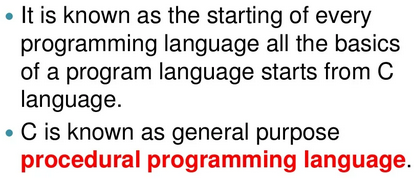 • It is known as the starting of every
programming language all the basics
of a program language starts from C
language.
• C is known as general purpose
procedural programming language.